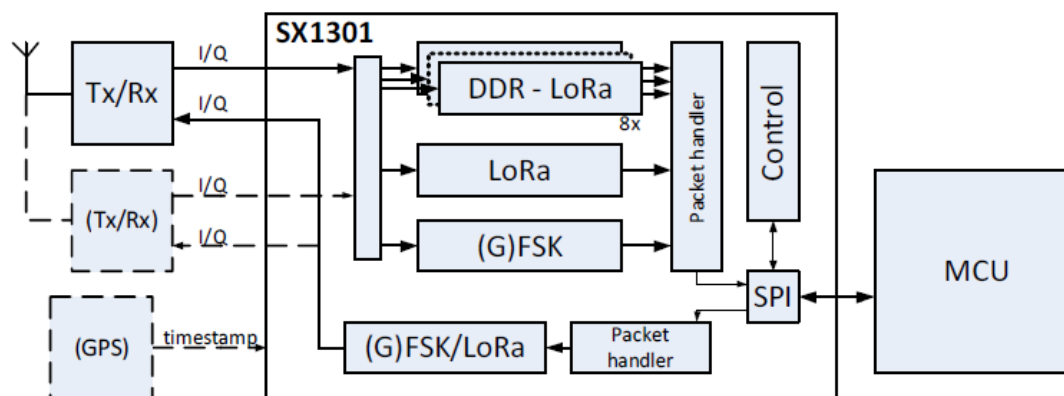 SX1301
I/Q
Tx/Rx
I/Q
DDR - LoRa
8x
Packet handler
Control
LoRa
I/Q
(Tx/Rx)
I/Q
(G)FSK
MCU
SPI
(GPS)
timestamp
(G)FSK/LoRa
Packet
handler